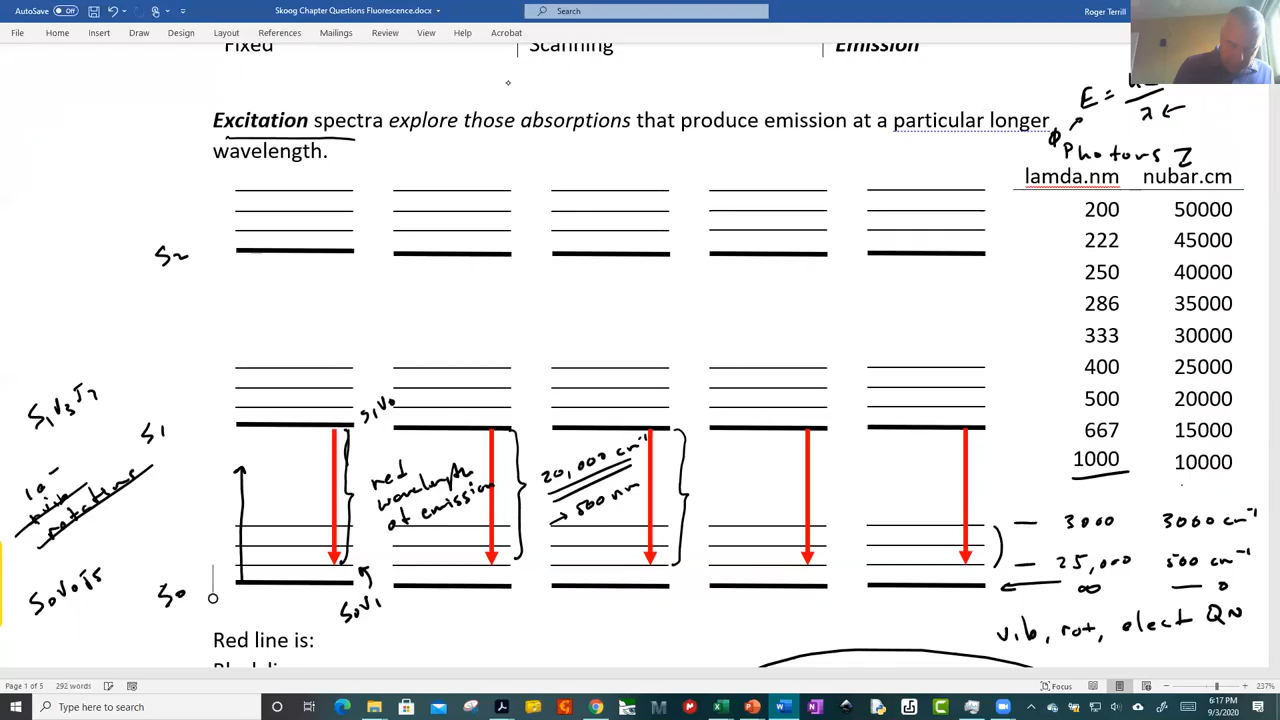 AutoSave Off
Skoog Chapter Questions Fluorescence.docx
Search
Roger Terrill
File Home Insert Draw Design Layout References Mailings Review View Help Acrobat
Fixed Scanning Emission
E =
λ
Photons
Excitation spectra explore those absorptions that produce emission at a particular longer
wavelength.
lamda.nm nubar.cm
200 50000
222 45000
250 40000
286 35000
333 30000
400 25000
500 20000
667 15000
1000 10000
3000 3000 cm⁻¹
25,000 500 cm⁻¹
∞ 0
vib, rot, elect QN
S2
S1
S1V0
red
wavelength
of emission
20,000 cm⁻¹
→ 500 nm
rotations
S0
S0V1
Red line is:
Page 1 of 5 292 words
Focus
237%
Type here to search
6:17 PM
9/3/2020